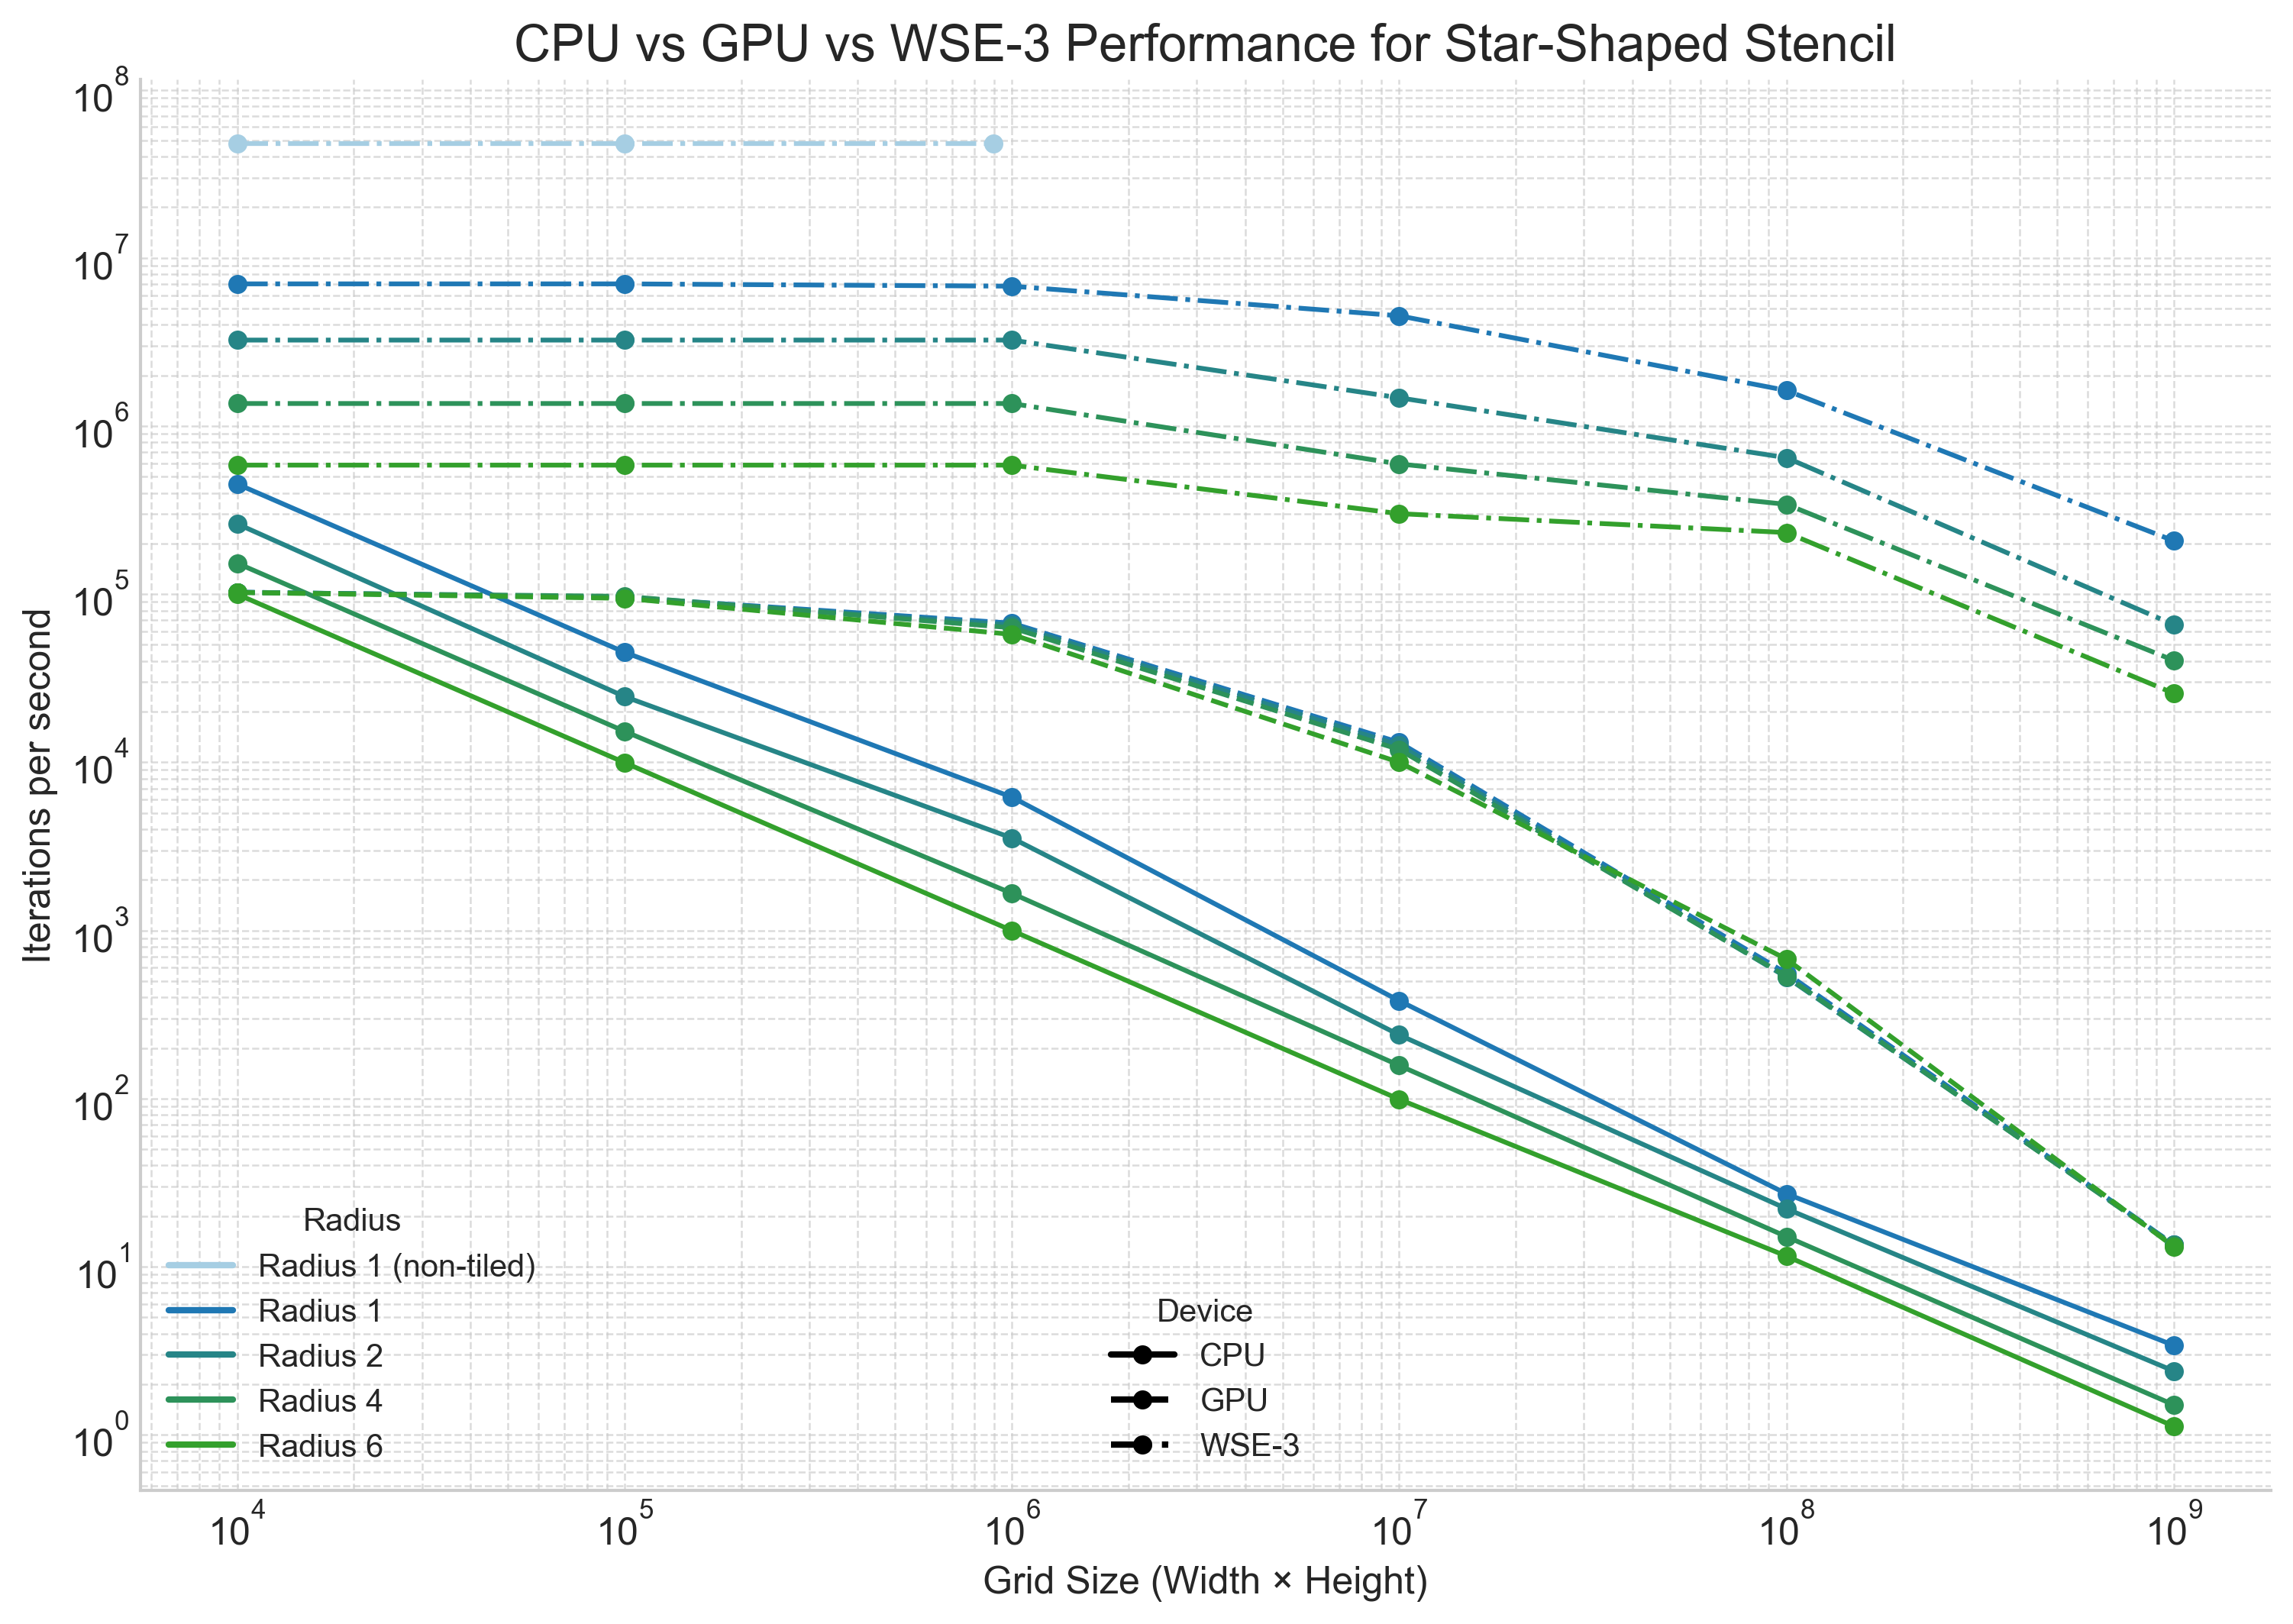 CPU vs GPU vs WSE-3 Performance for Star-Shaped Stencil
Iterations per second
10^8
10^7
10^6
10^5
10^4
10^3
10^2
10^1
10^0
Radius
Radius 1 (non-tiled)
Radius 1
Radius 2
Radius 4
Radius 6
Device
CPU
GPU
WSE-3
10^4 10^5 10^6 10^7 10^8 10^9
Grid Size (Width × Height)